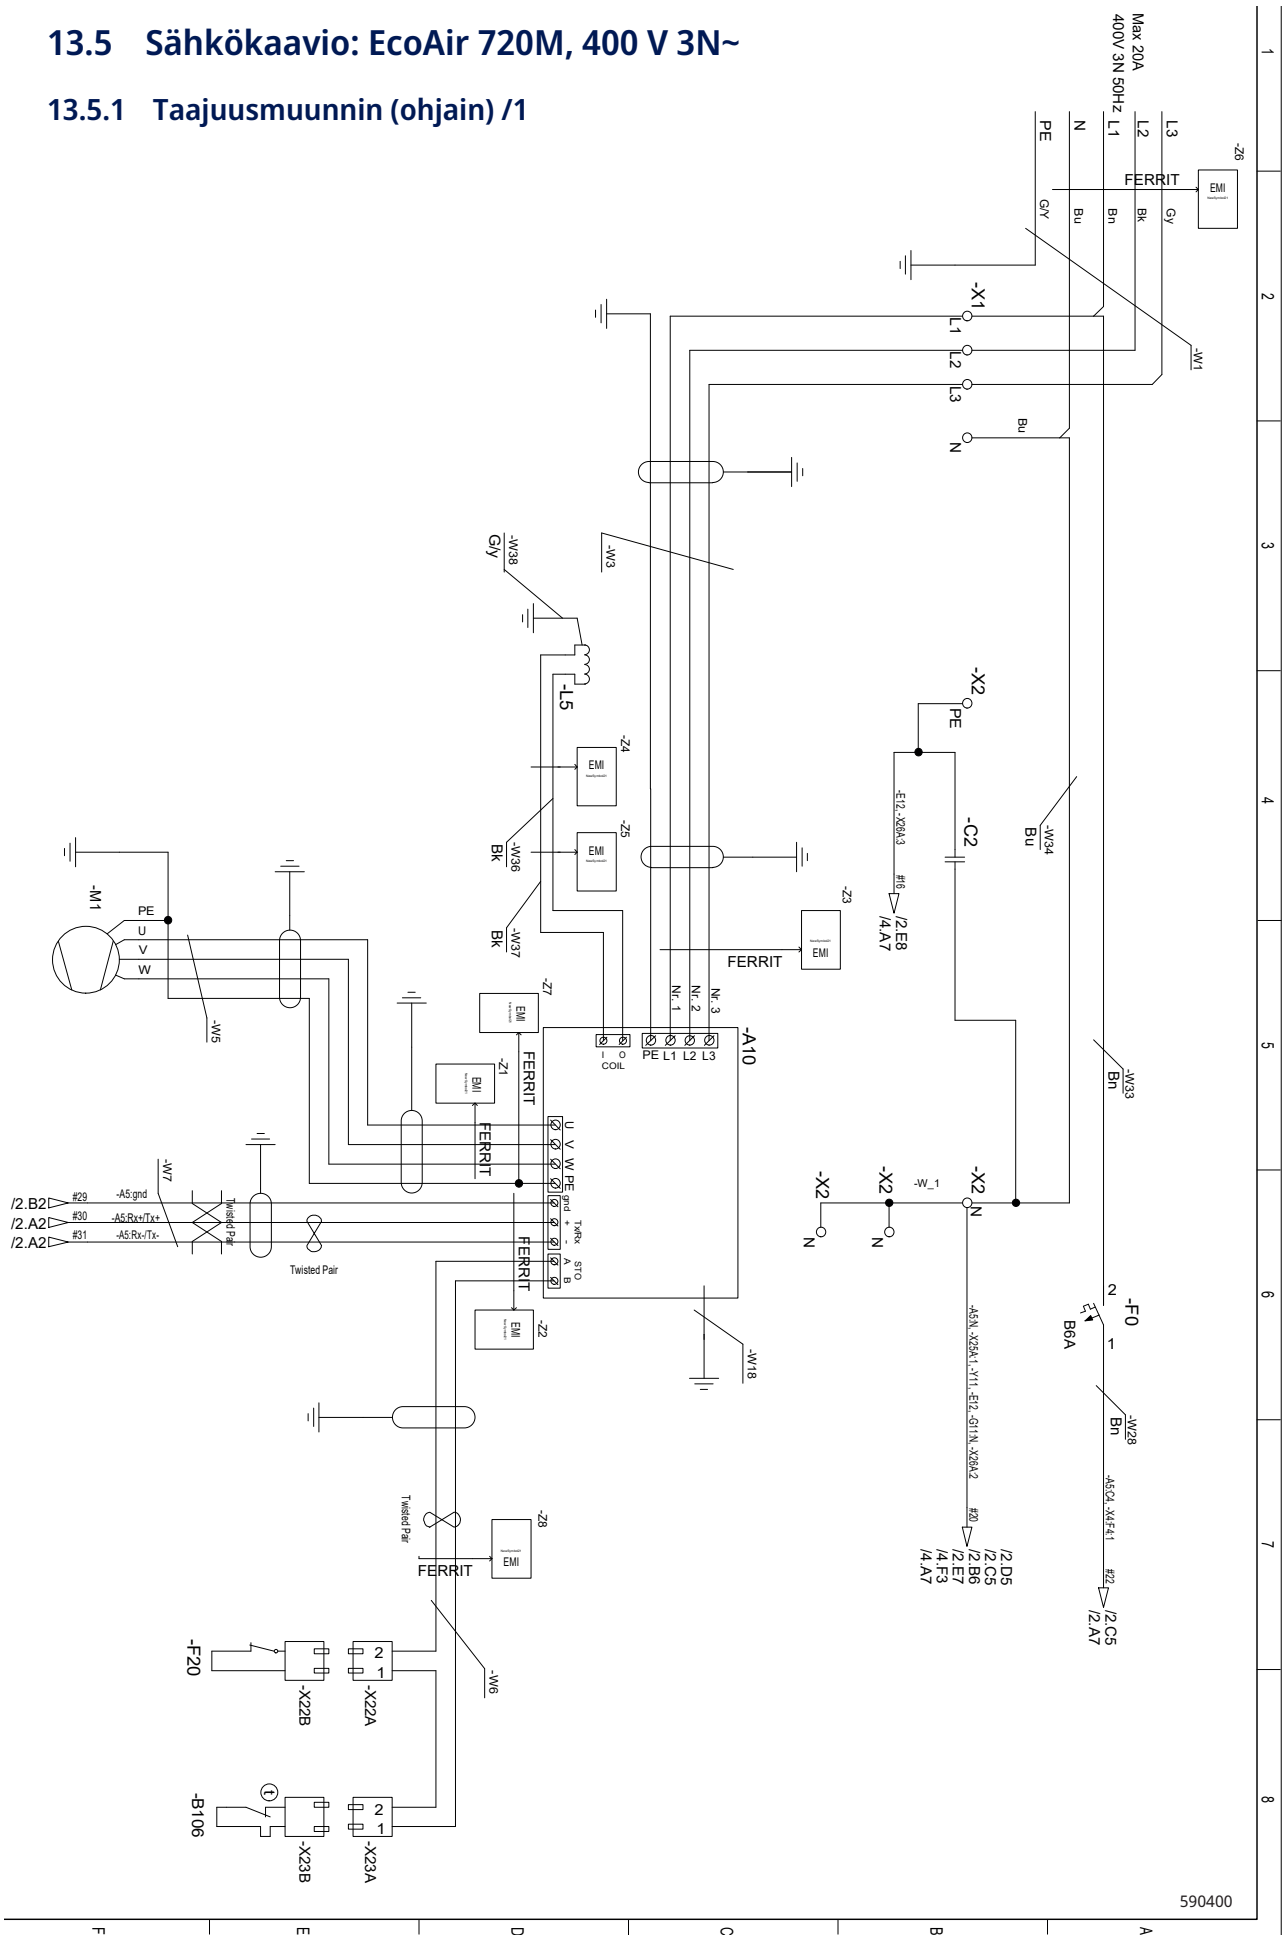 13.5 Sähkökaavio: EcoAir 720M, 400 V 3N~
13.5.1 Taajuusmuunnin (ohjain) /1
Max 20A
400V 3N 50Hz
PE
N
L1
L2
L3
-Z6
EMI
FERRIT
G/Y
Bu
Bn
Bk
Gy
-W1
-X1
L1
L2
L3
N
Bu
-W3
-W38
G/y
-L5
-Z4
EMI
-Z5
EMI
-W36
Bk
-W37
Bk
-X2
PE
-C2
-E12, -X26A:3
#16
/2.E8
/4.A7
-W34
Bu
-Z3
EMI
FERRIT
Nr. 1
Nr. 2
Nr. 3
-M1
PE
U
V
W
-W5
-Z7
EMI
FERRIT
-Z1
EMI
FERRIT
-A10
I
O
COIL
PE
L1
L2
L3
U
V
W
PE
gnd
+
-
Tx/Rx
A
B
STO
-W33
Bn
-X2
N
-X2
N
-W_1
-X2
N
-W7
/2.B2
#29
-A5:gnd
/2.A2
#30
-A5:Rx+/Tx+
/2.A2
#31
-A5:Rx-/Tx-
Twisted Pair
Twisted Pair
FERRIT
-Z2
EMI
-W18
2
-F0
1
B6A
-W28
Bn
-A5:N, -X25A:1, -Y11, -E12, -G11:N, -X26A:2
#20
/2.D5
/2.C5
/2.B6
/2.E7
/4.F3
/4.A7
-A5:C4, -X4:F4:1
#22
/2.C5
/2.A7
Twisted Pair
-Z8
EMI
FERRIT
-W6
-F20
-X22B
2
1
-X22A
-B106
t
-X23B
2
1
-X23A
1
2
3
4
5
6
7
8
590400
F
E
D
C
B
A